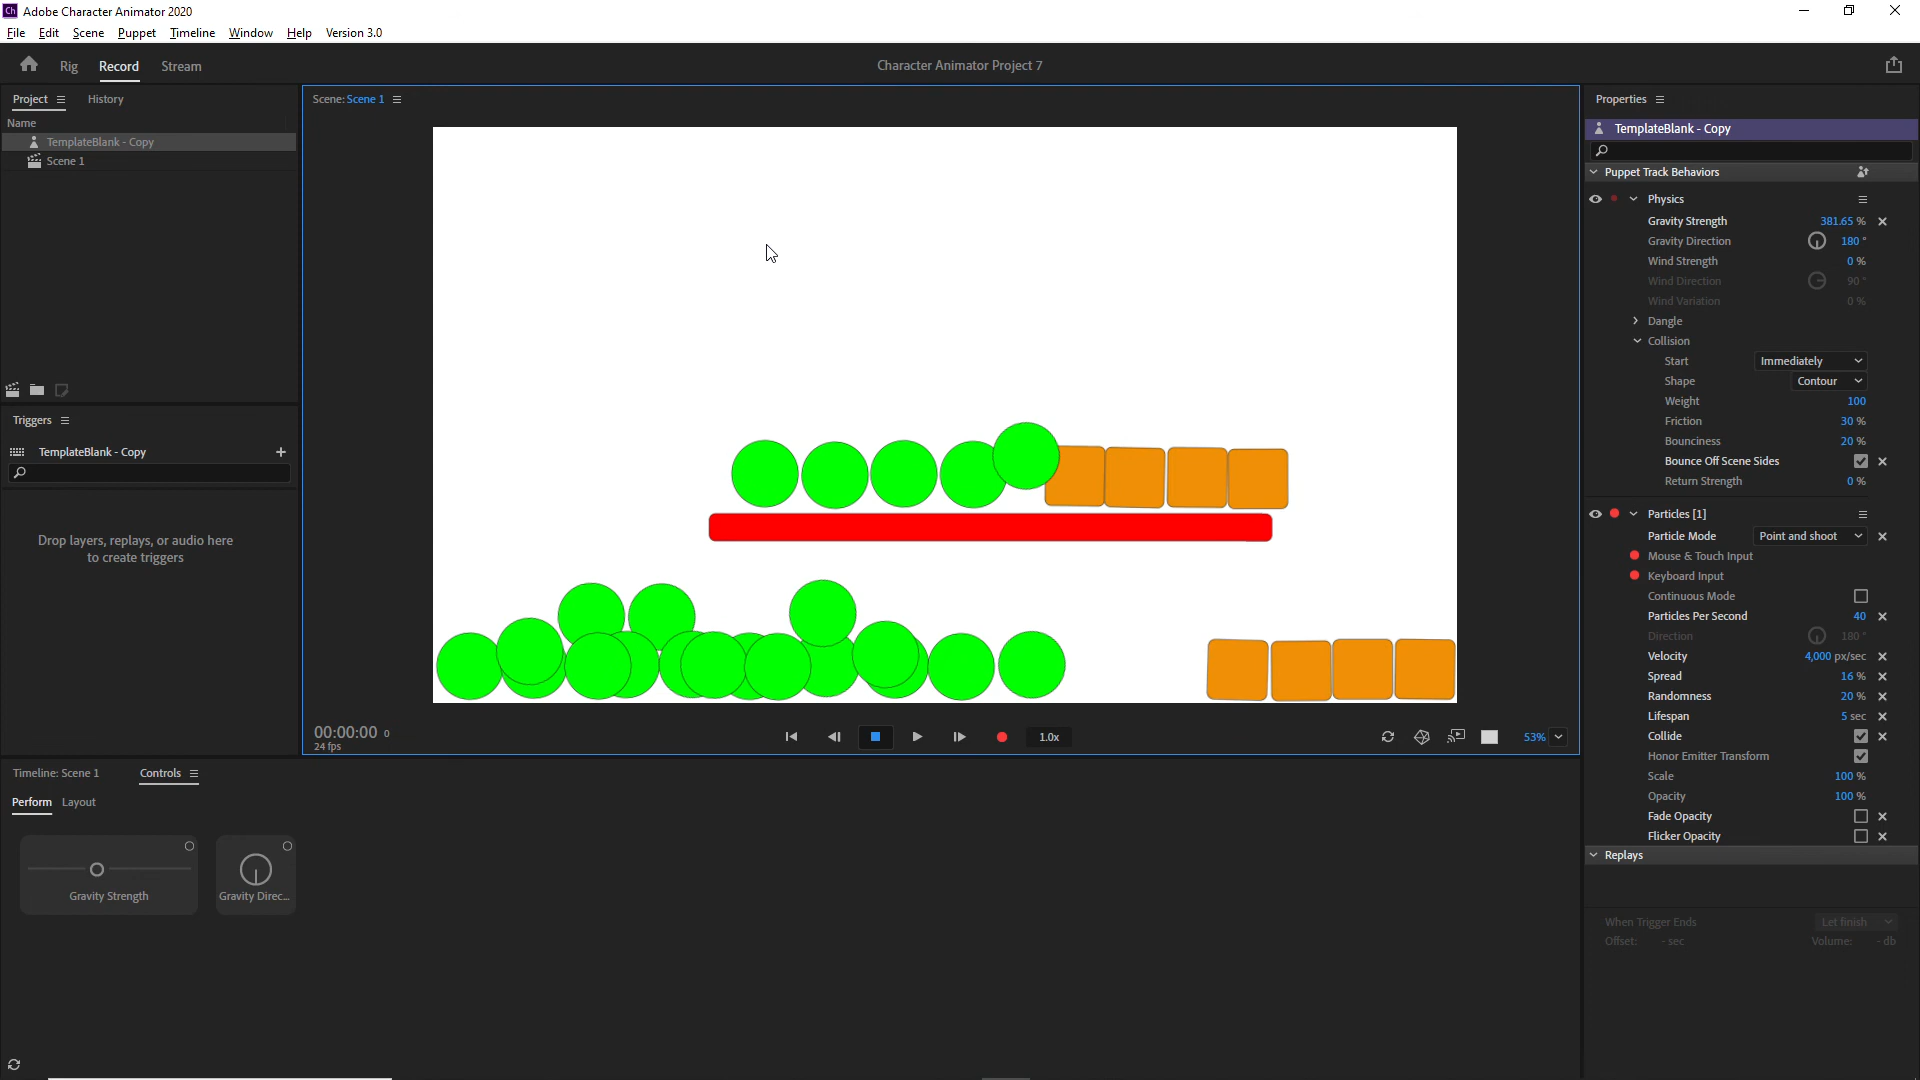 Ch Adobe Character Animator 2020
File Edit Scene Puppet Timeline Window Help Version 3.0
Rig Record Stream
Character Animator Project 7
Project History
Name
TemplateBlank - Copy
Scene 1
Triggers
TemplateBlank - Copy
Drop layers, replays, or audio here
to create triggers
Scene: Scene 1
00:00:00 0
24 fps
1.0x
53%
Timeline: Scene 1 Controls
Perform Layout
Gravity Strength
Gravity Direc...
Properties
TemplateBlank - Copy
Puppet Track Behaviors
Physics
Gravity Strength 381.65 %
Gravity Direction 180 °
Wind Strength 0 %
Wind Direction 90 °
Wind Variation 0 %
Dangle
Collision
Start Immediately
Shape Contour
Weight 100
Friction 30 %
Bounciness 20 %
Bounce Off Scene Sides
Return Strength 0 %
Particles [1]
Particle Mode Point and shoot
Mouse & Touch Input
Keyboard Input
Continuous Mode
Particles Per Second 40
Direction 180 °
Velocity 4,000 px/sec
Spread 16 %
Randomness 20 %
Lifespan 5 sec
Collide
Honor Emitter Transform
Scale 100 %
Opacity 100 %
Fade Opacity
Flicker Opacity
Replays
When Trigger Ends Let finish
Offset: - sec Volume: - db